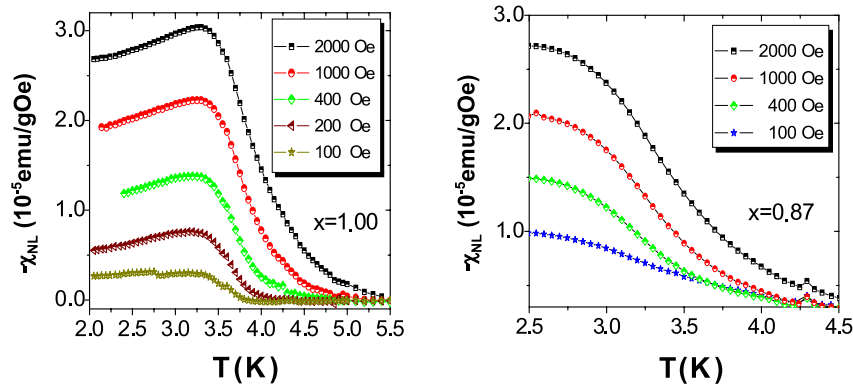 3.0
2.0
1.0
0.0
-χNL (10-5emu/gOe)
2000 Oe
1000 Oe
400 Oe
200 Oe
100 Oe
x=1.00
2.0 2.5 3.0 3.5 4.0 4.5 5.0 5.5
T(K)
3.0
2.0
1.0
-χNL (10-5emu/gOe)
2000 Oe
1000 Oe
400 Oe
100 Oe
x=0.87
2.5 3.0 3.5 4.0 4.5
T(K)